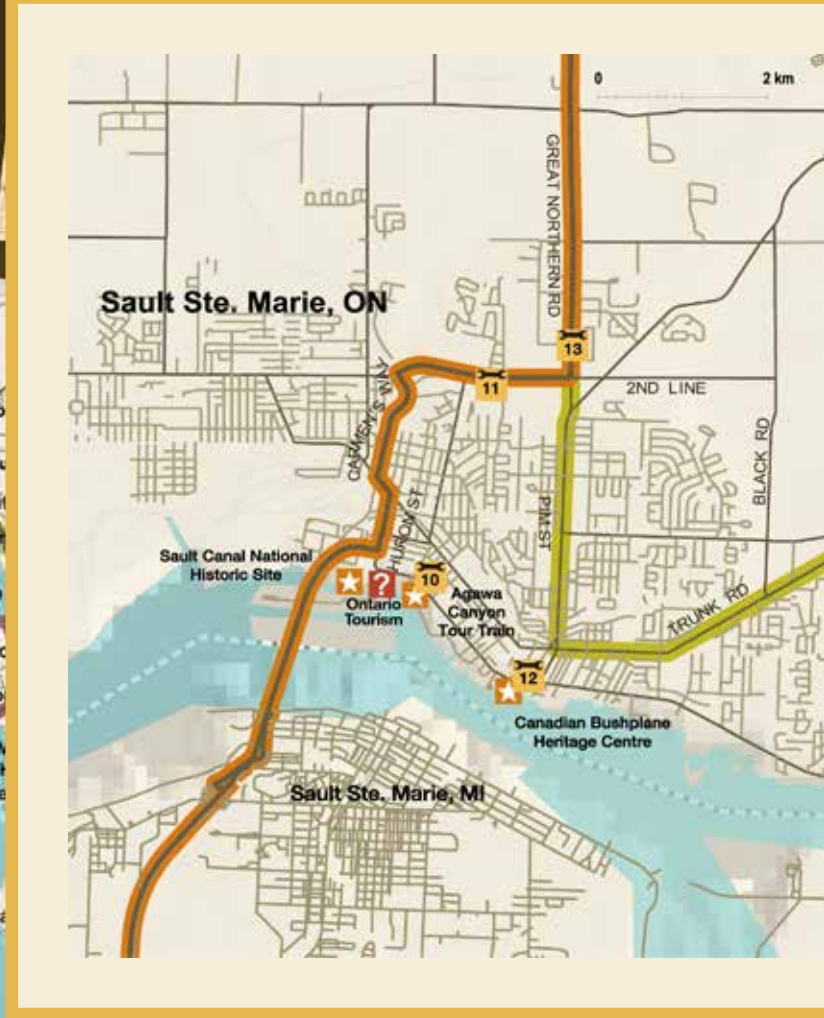 0 2 km
GREAT NORTHERN RD
Sault Ste. Marie, ON
13
11
2ND LINE
CARMEN'S WAY
BLACK RD
HURON ST
PIM ST
Sault Canal National
Historic Site
?
10
Ontario
Tourism
Agawa
Canyon
Tour Train
TRUNK RD
12
Canadian Bushplane
Heritage Centre
Sault Ste. Marie, MI